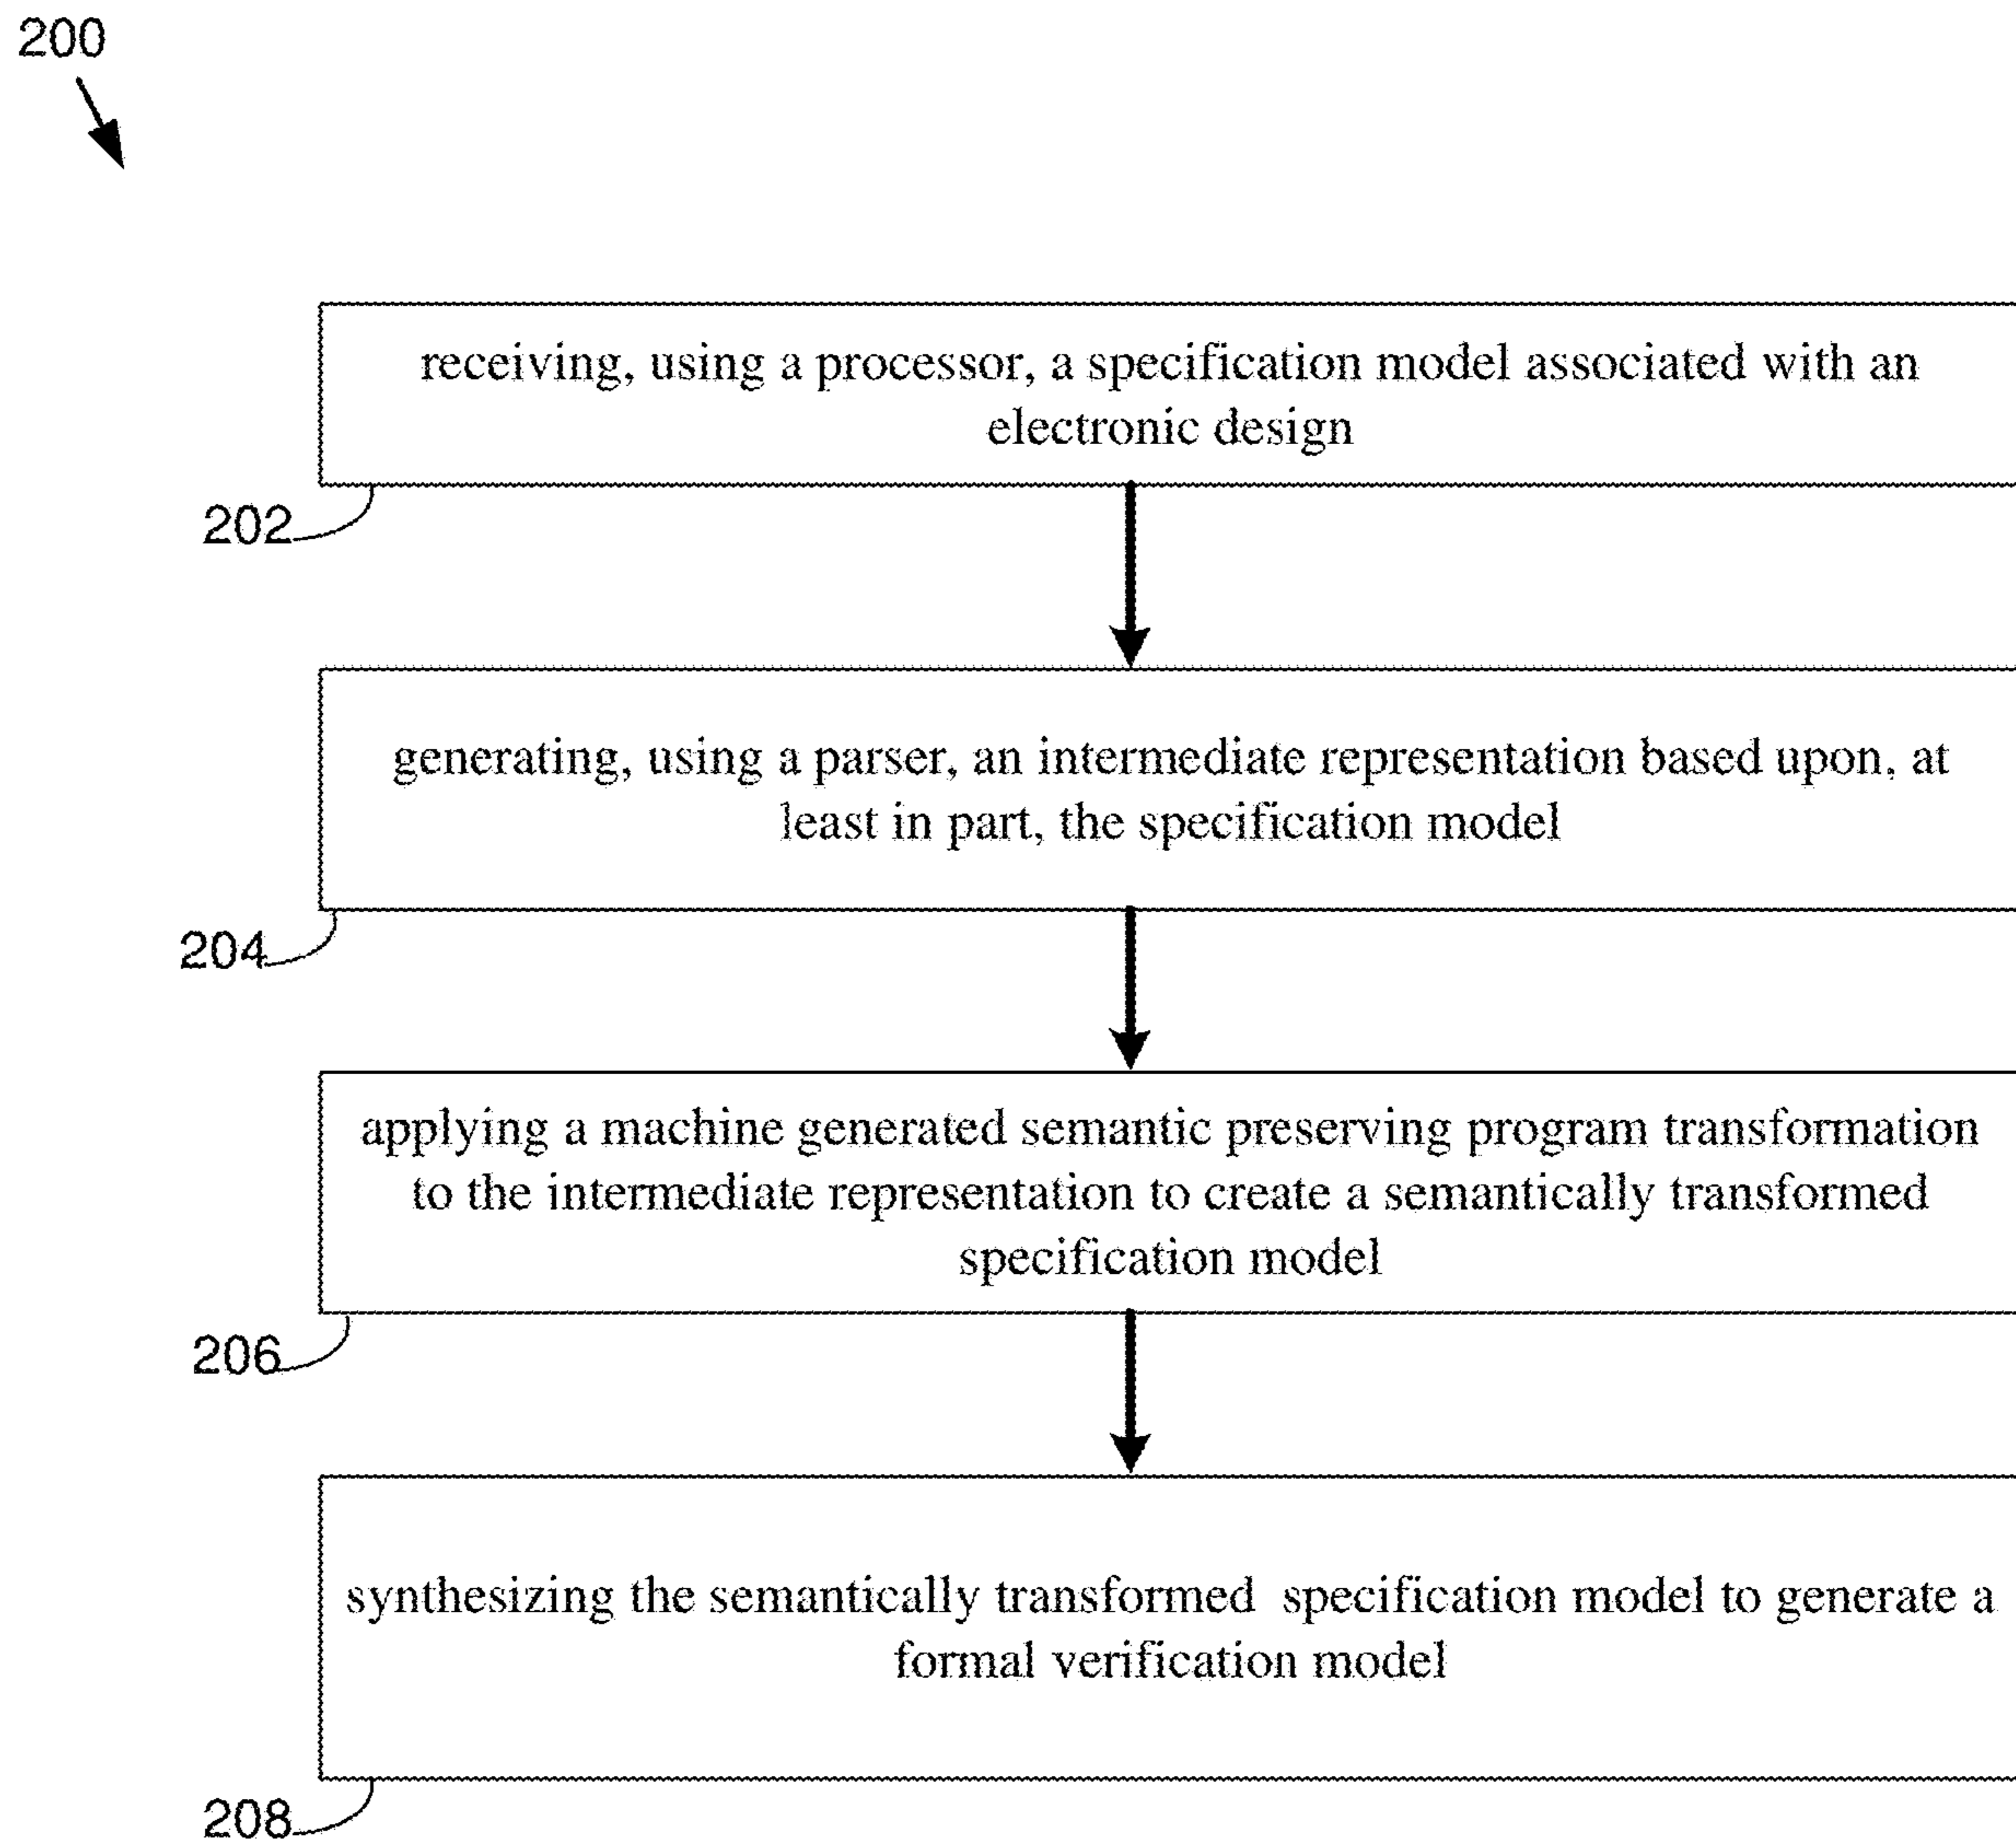 200
receiving, using a processor, a specification model associated with an
electronic design
202
generating, using a parser, an intermediate representation based upon, at
least in part, the specification model
204
applying a machine generated semantic preserving program transformation
to the intermediate representation to create a semantically transformed
specification model
206
synthesizing the semantically transformed specification model to generate a
formal verification model
208